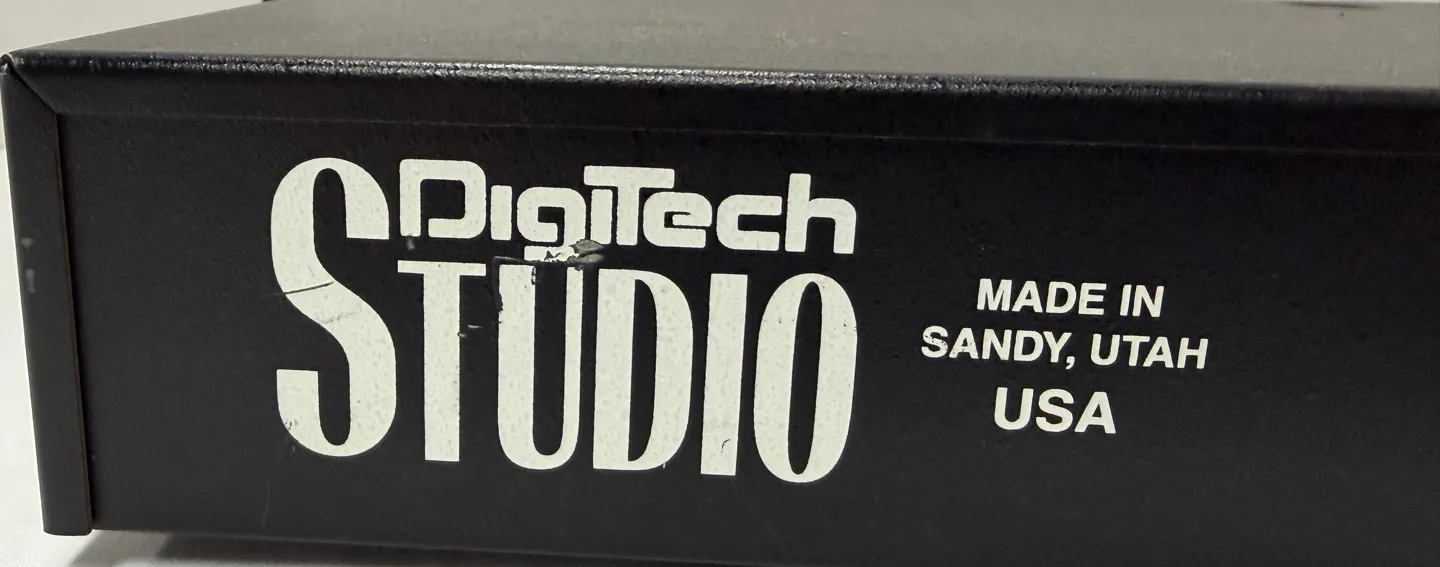 DigiTech
STUDIO
MADE IN
SANDY, UTAH
USA